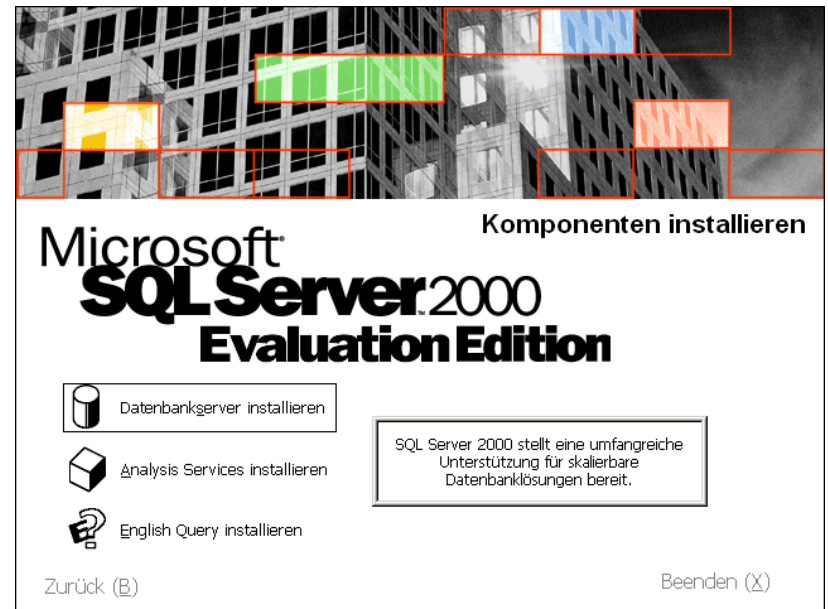 Komponenten installieren
Microsoft
SQL Server 2000
Evaluation Edition
Datenbankserver installieren
SQL Server 2000 stellt eine umfangreiche
Unterstützung für skalierbare
Datenbanklösungen bereit.
Analysis Services installieren
English Query installieren
Zurück (B)
Beenden (X)